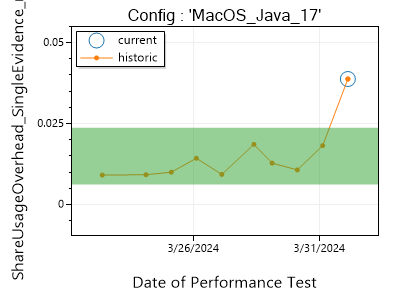 Config : 'MacOS_Java_17'
0.05
current
historic
0.025
0
ShareUsageOverhead_SingleEvidence_
3/26/2024
3/31/2024
Date of Performance Test